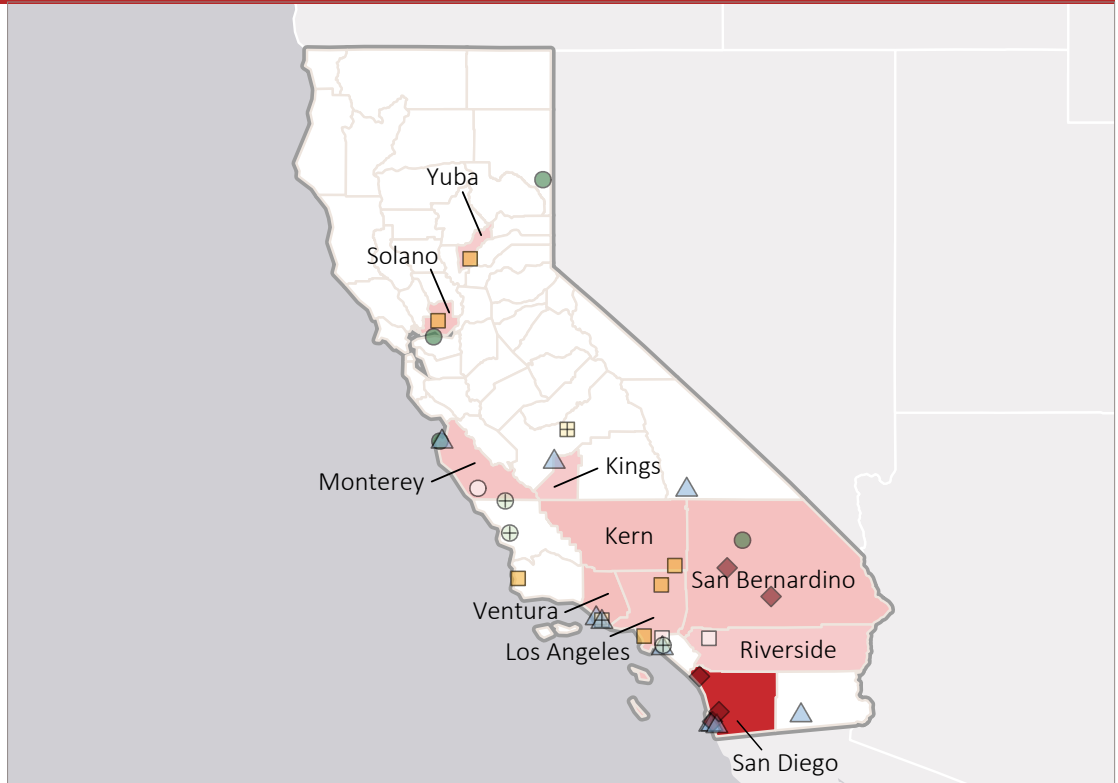 Yuba
Solano
Monterey
Kings
Kern
San Bernardino
Ventura
Los Angeles
Riverside
San Diego